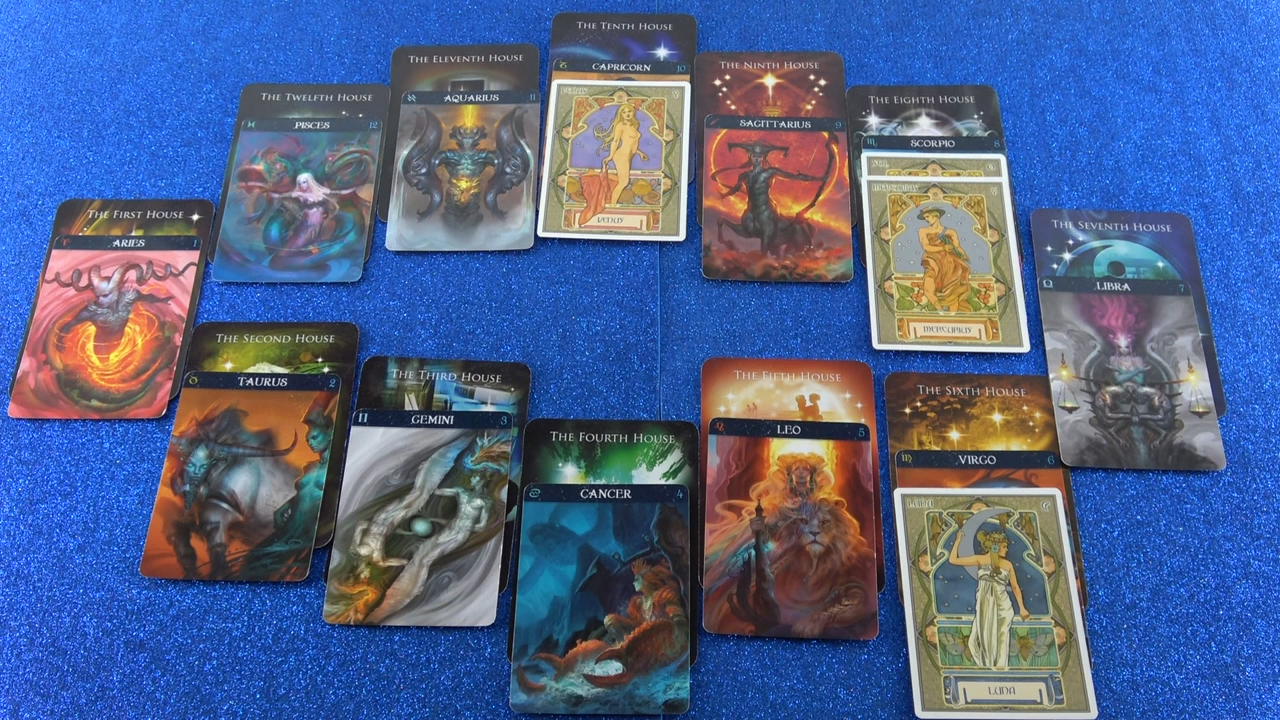 THE TENTH HOUSE
CAPRICORN 10
VENUS
VENUS
THE ELEVENTH HOUSE
AQUARIUS 11
THE NINTH HOUSE
SAGITTARIUS 9
THE TWELFTH HOUSE
PISCES 12
THE EIGHTH HOUSE
SCORPIO 8
SOL
MERCURIUS
MERCURIUS
THE FIRST HOUSE
ARIES 1
THE SEVENTH HOUSE
LIBRA 7
THE SECOND HOUSE
TAURUS 2
THE THIRD HOUSE
GEMINI 3
THE FOURTH HOUSE
CANCER 4
THE FIFTH HOUSE
LEO 5
THE SIXTH HOUSE
VIRGO 6
LUNA
LUNA